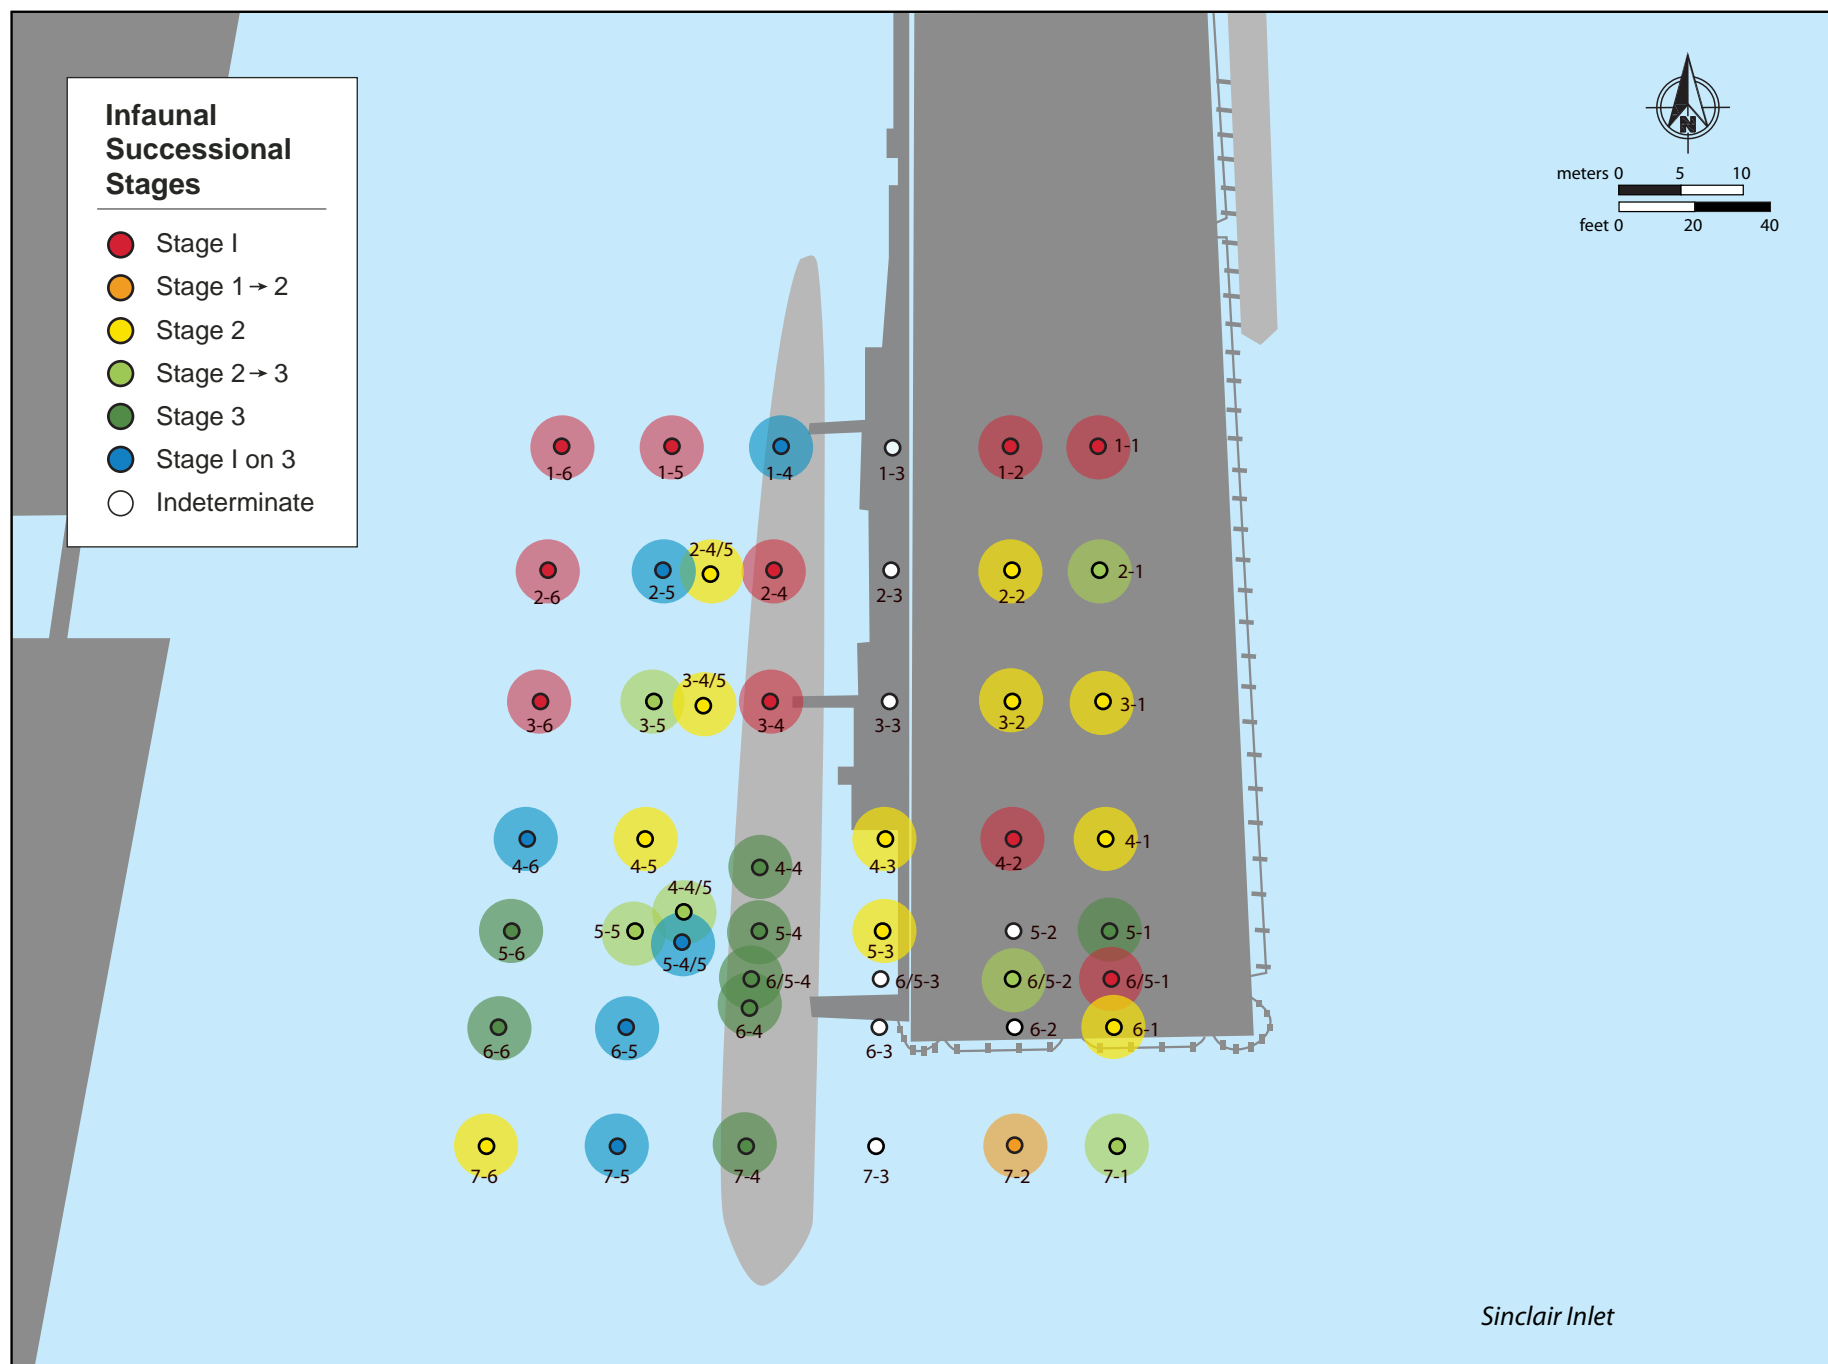 Infaunal
Successional
Stages
Stage I
Stage 1→2
Stage 2
Stage 2→3
Stage 3
Stage I on 3
Indeterminate
N
meters 0 5 10
feet 0 20 40
1-6 1-5 1-4 1-3 1-2 1-1
2-6 2-5 2-4/5 2-4 2-3 2-2 2-1
3-6 3-5 3-4/5 3-4 3-3 3-2 3-1
4-6 4-5 4-4 4-3 4-2 4-1
4-4/5
5-6 5-5 5-4/5 5-4 5-3 5-2 5-1
6/5-4 6/5-3 6/5-2 6/5-1
6-6 6-5 6-4 6-3 6-2 6-1
7-6 7-5 7-4 7-3 7-2 7-1
Sinclair Inlet